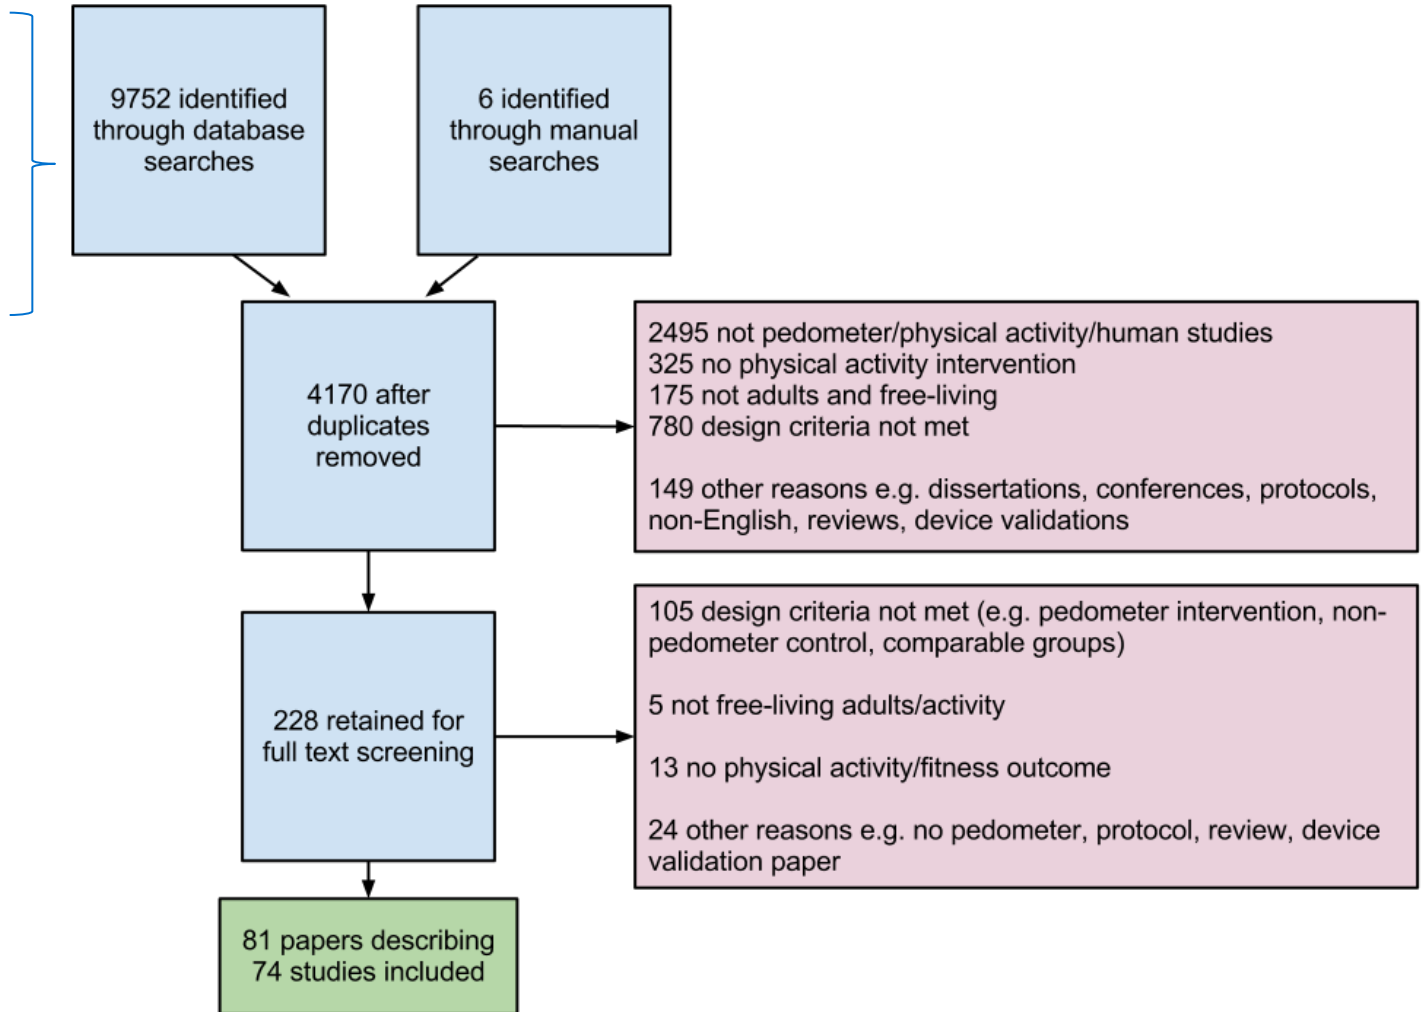 9752 identified
through database
searches
6 identified
through manual
searches
4170 after
duplicates
removed
2495 not pedometer/physical activity/human studies
325 no physical activity intervention
175 not adults and free-living
780 design criteria not met
149 other reasons e.g. dissertations, conferences, protocols,
non-English, reviews, device validations
228 retained for
full text screening
105 design criteria not met (e.g. pedometer intervention, non-
pedometer control, comparable groups)
5 not free-living adults/activity
13 no physical activity/fitness outcome
24 other reasons e.g. no pedometer, protocol, review, device
validation paper
81 papers describing
74 studies included